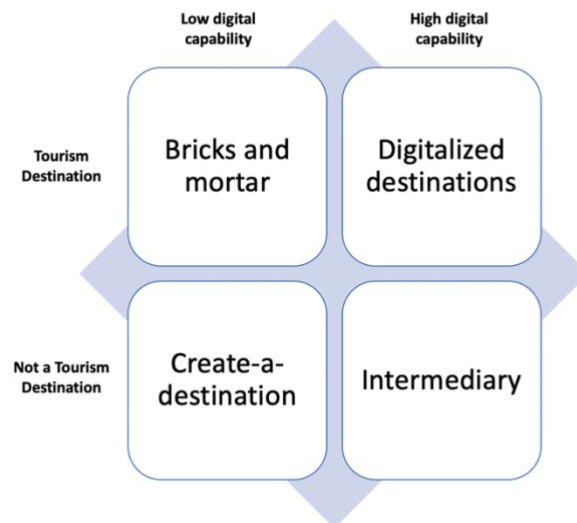 Low digital
capability
High digital
capability
Tourism
Destination
Bricks and
mortar
Digitalized
destinations
Not a Tourism
Destination
Create-a-
destination
Intermediary